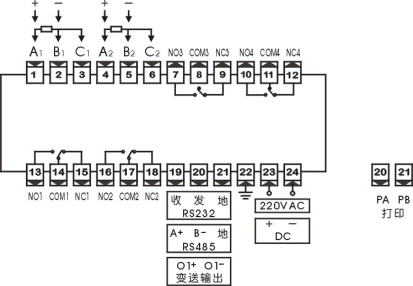 + − + −
A1 B1 C1 A2 B2 C2 NO3 COM3 NC3 NO4 COM4 NC4
1 2 3 4 5 6 7 8 9 10 11 12
13 14 15 16 17 18 19 20 21 22 23 24 20 21
NO1 COM1 NC1 NO2 COM2 NC2
收 发 地
RS232
A+ B− 地
RS485
O1+ O1−
变送输出
220VAC
+ −
DC
PA PB
打印